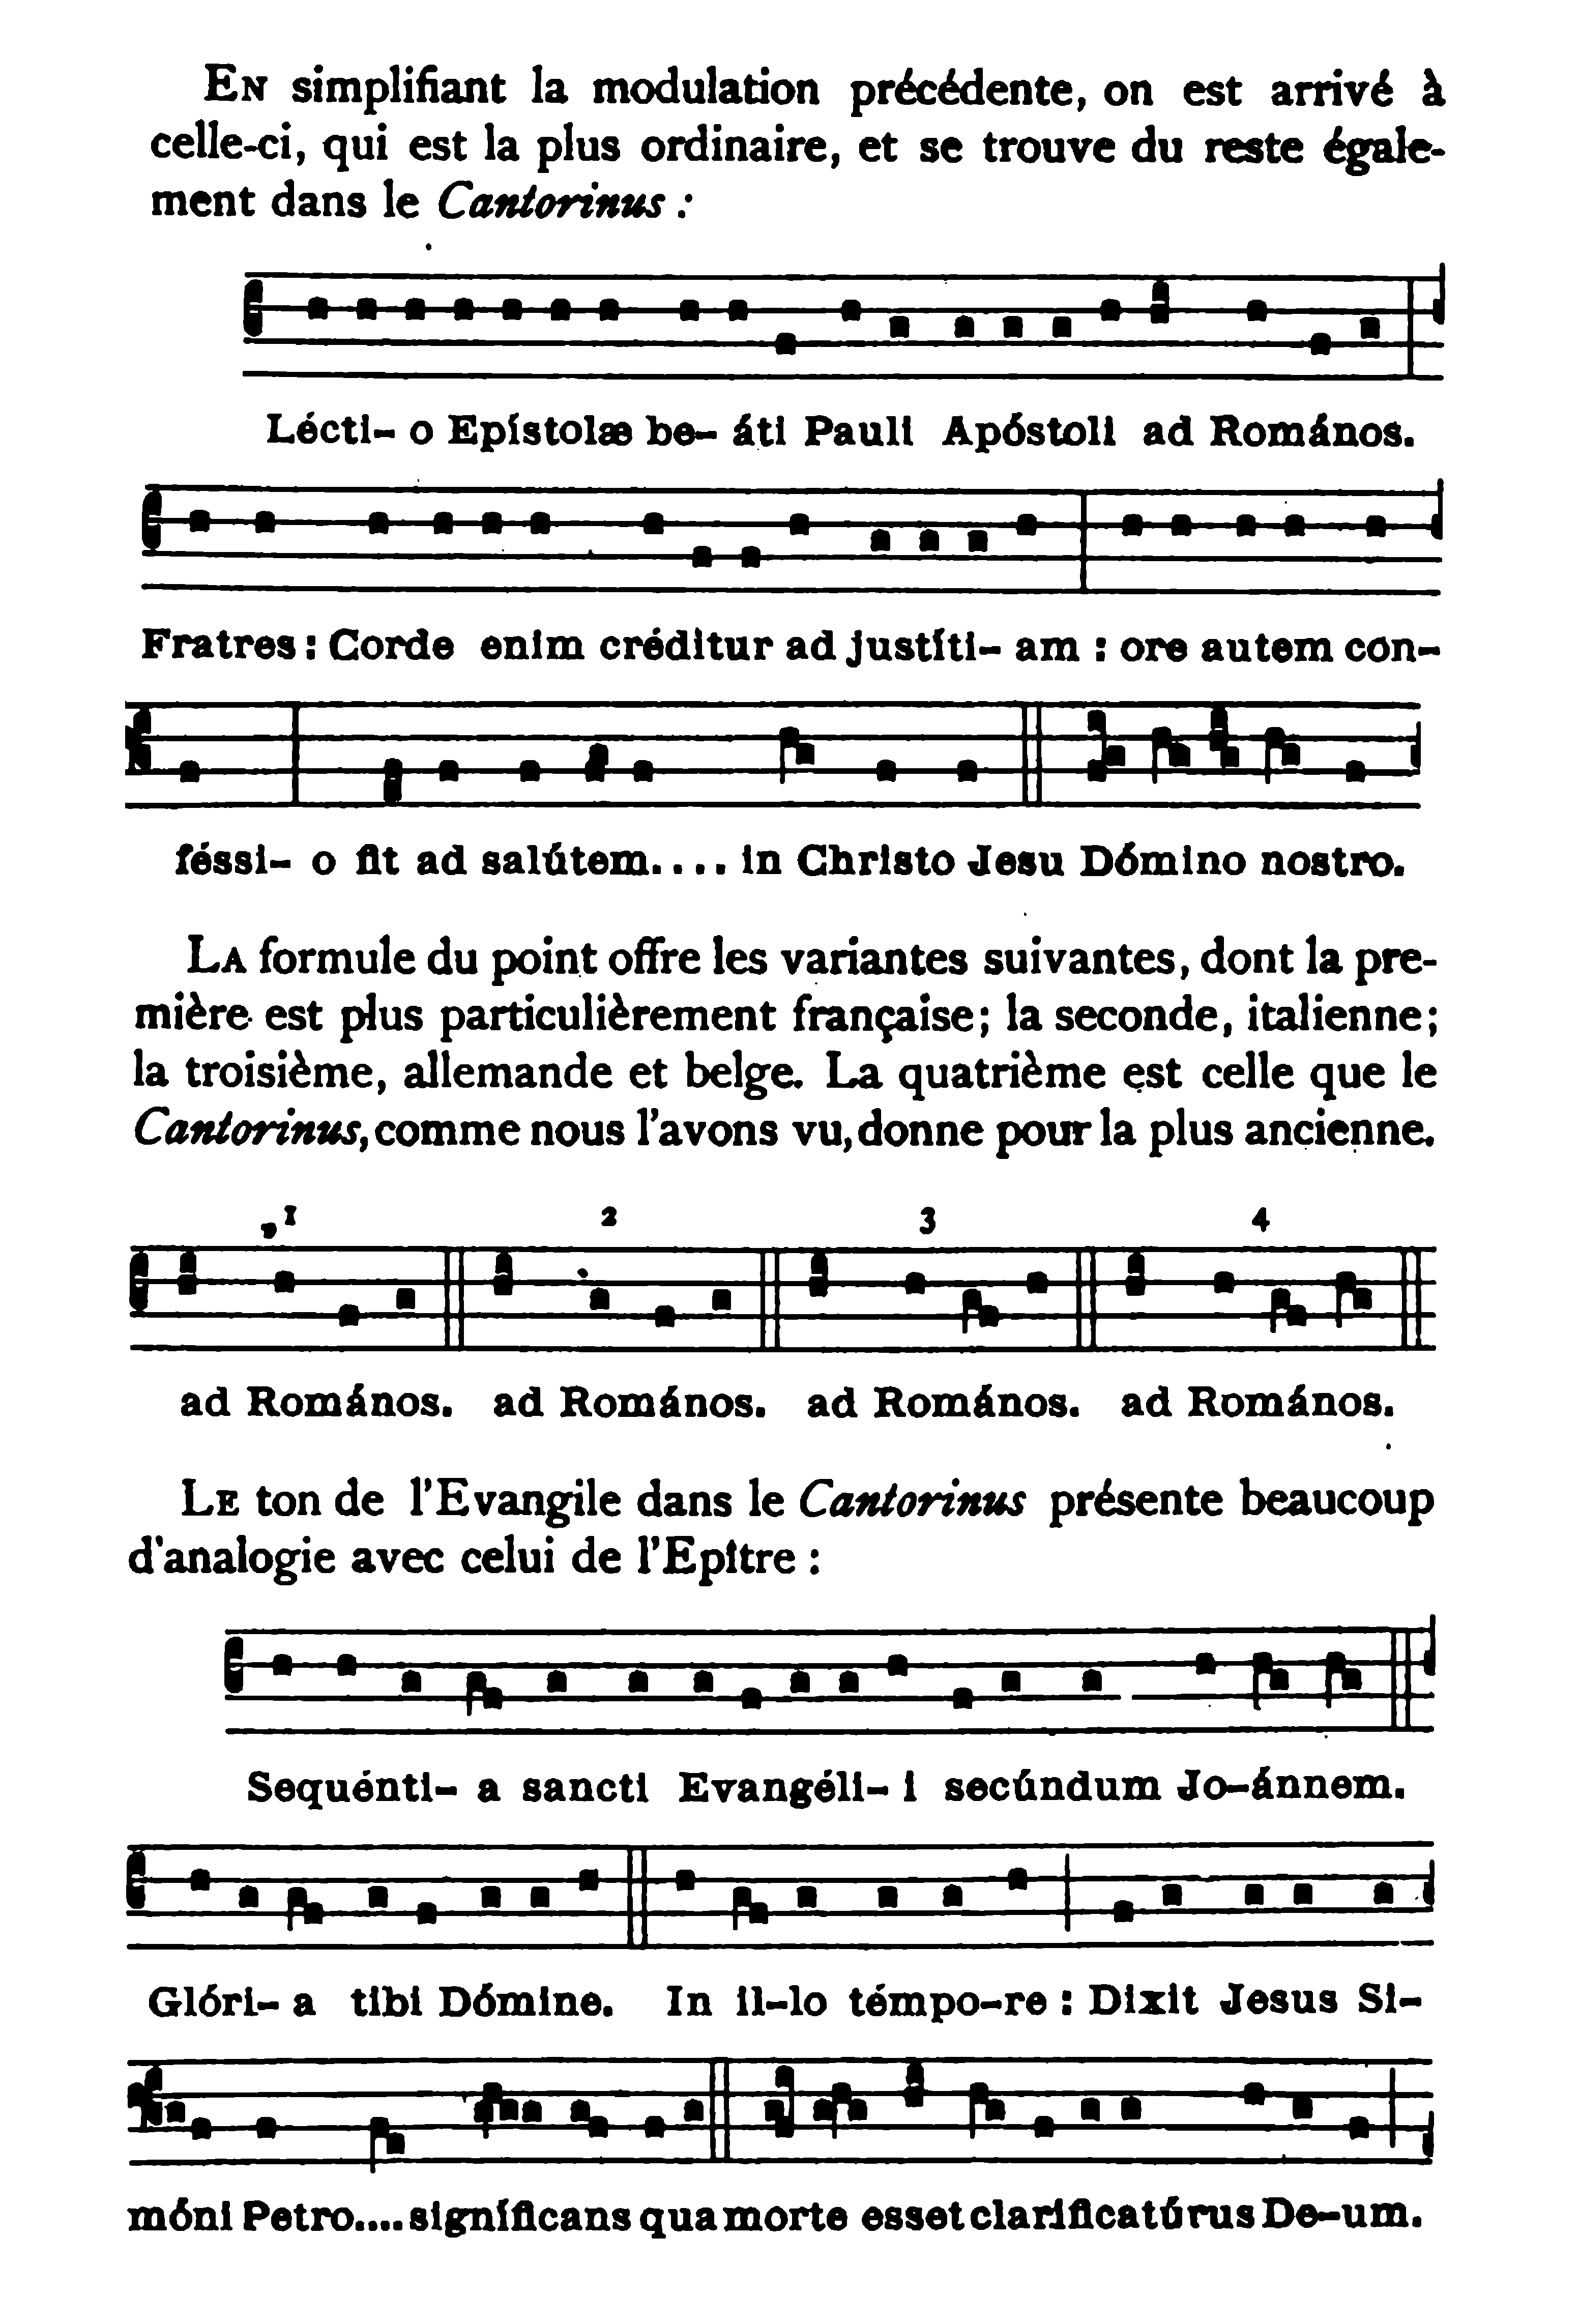 EN simplifiant la modulation précédente, on est arrivé à
celle-ci, qui est la plus ordinaire, et se trouve du reste égale-
ment dans le Cantorinus :
Lécti- o Epístolæ be- áti Pauli Apóstoli ad Romános.
Fratres : Corde enim créditur ad justíti- am : ore autem con-
féssi- o fit ad salútem.... in Christo Jesu Dómino nostro.
LA formule du point offre les variantes suivantes, dont la pre-
mière est plus particulièrement française; la seconde, italienne;
la troisième, allemande et belge. La quatrième est celle que le
Cantorinus, comme nous l'avons vu, donne pour la plus ancienne.
1 2 3 4
ad Romános. ad Romános. ad Romános. ad Romános.
LE ton de l'Evangile dans le Cantorinus présente beaucoup
d'analogie avec celui de l'Epître :
Sequénti- a sancti Evangéli- i secúndum Jo-ánnem.
Glóri- a tibi Dómine. In il-lo témpo-re : Dixit Jesus Si-
móni Petro.... significans qua morte esset clarificatúrus De-um.